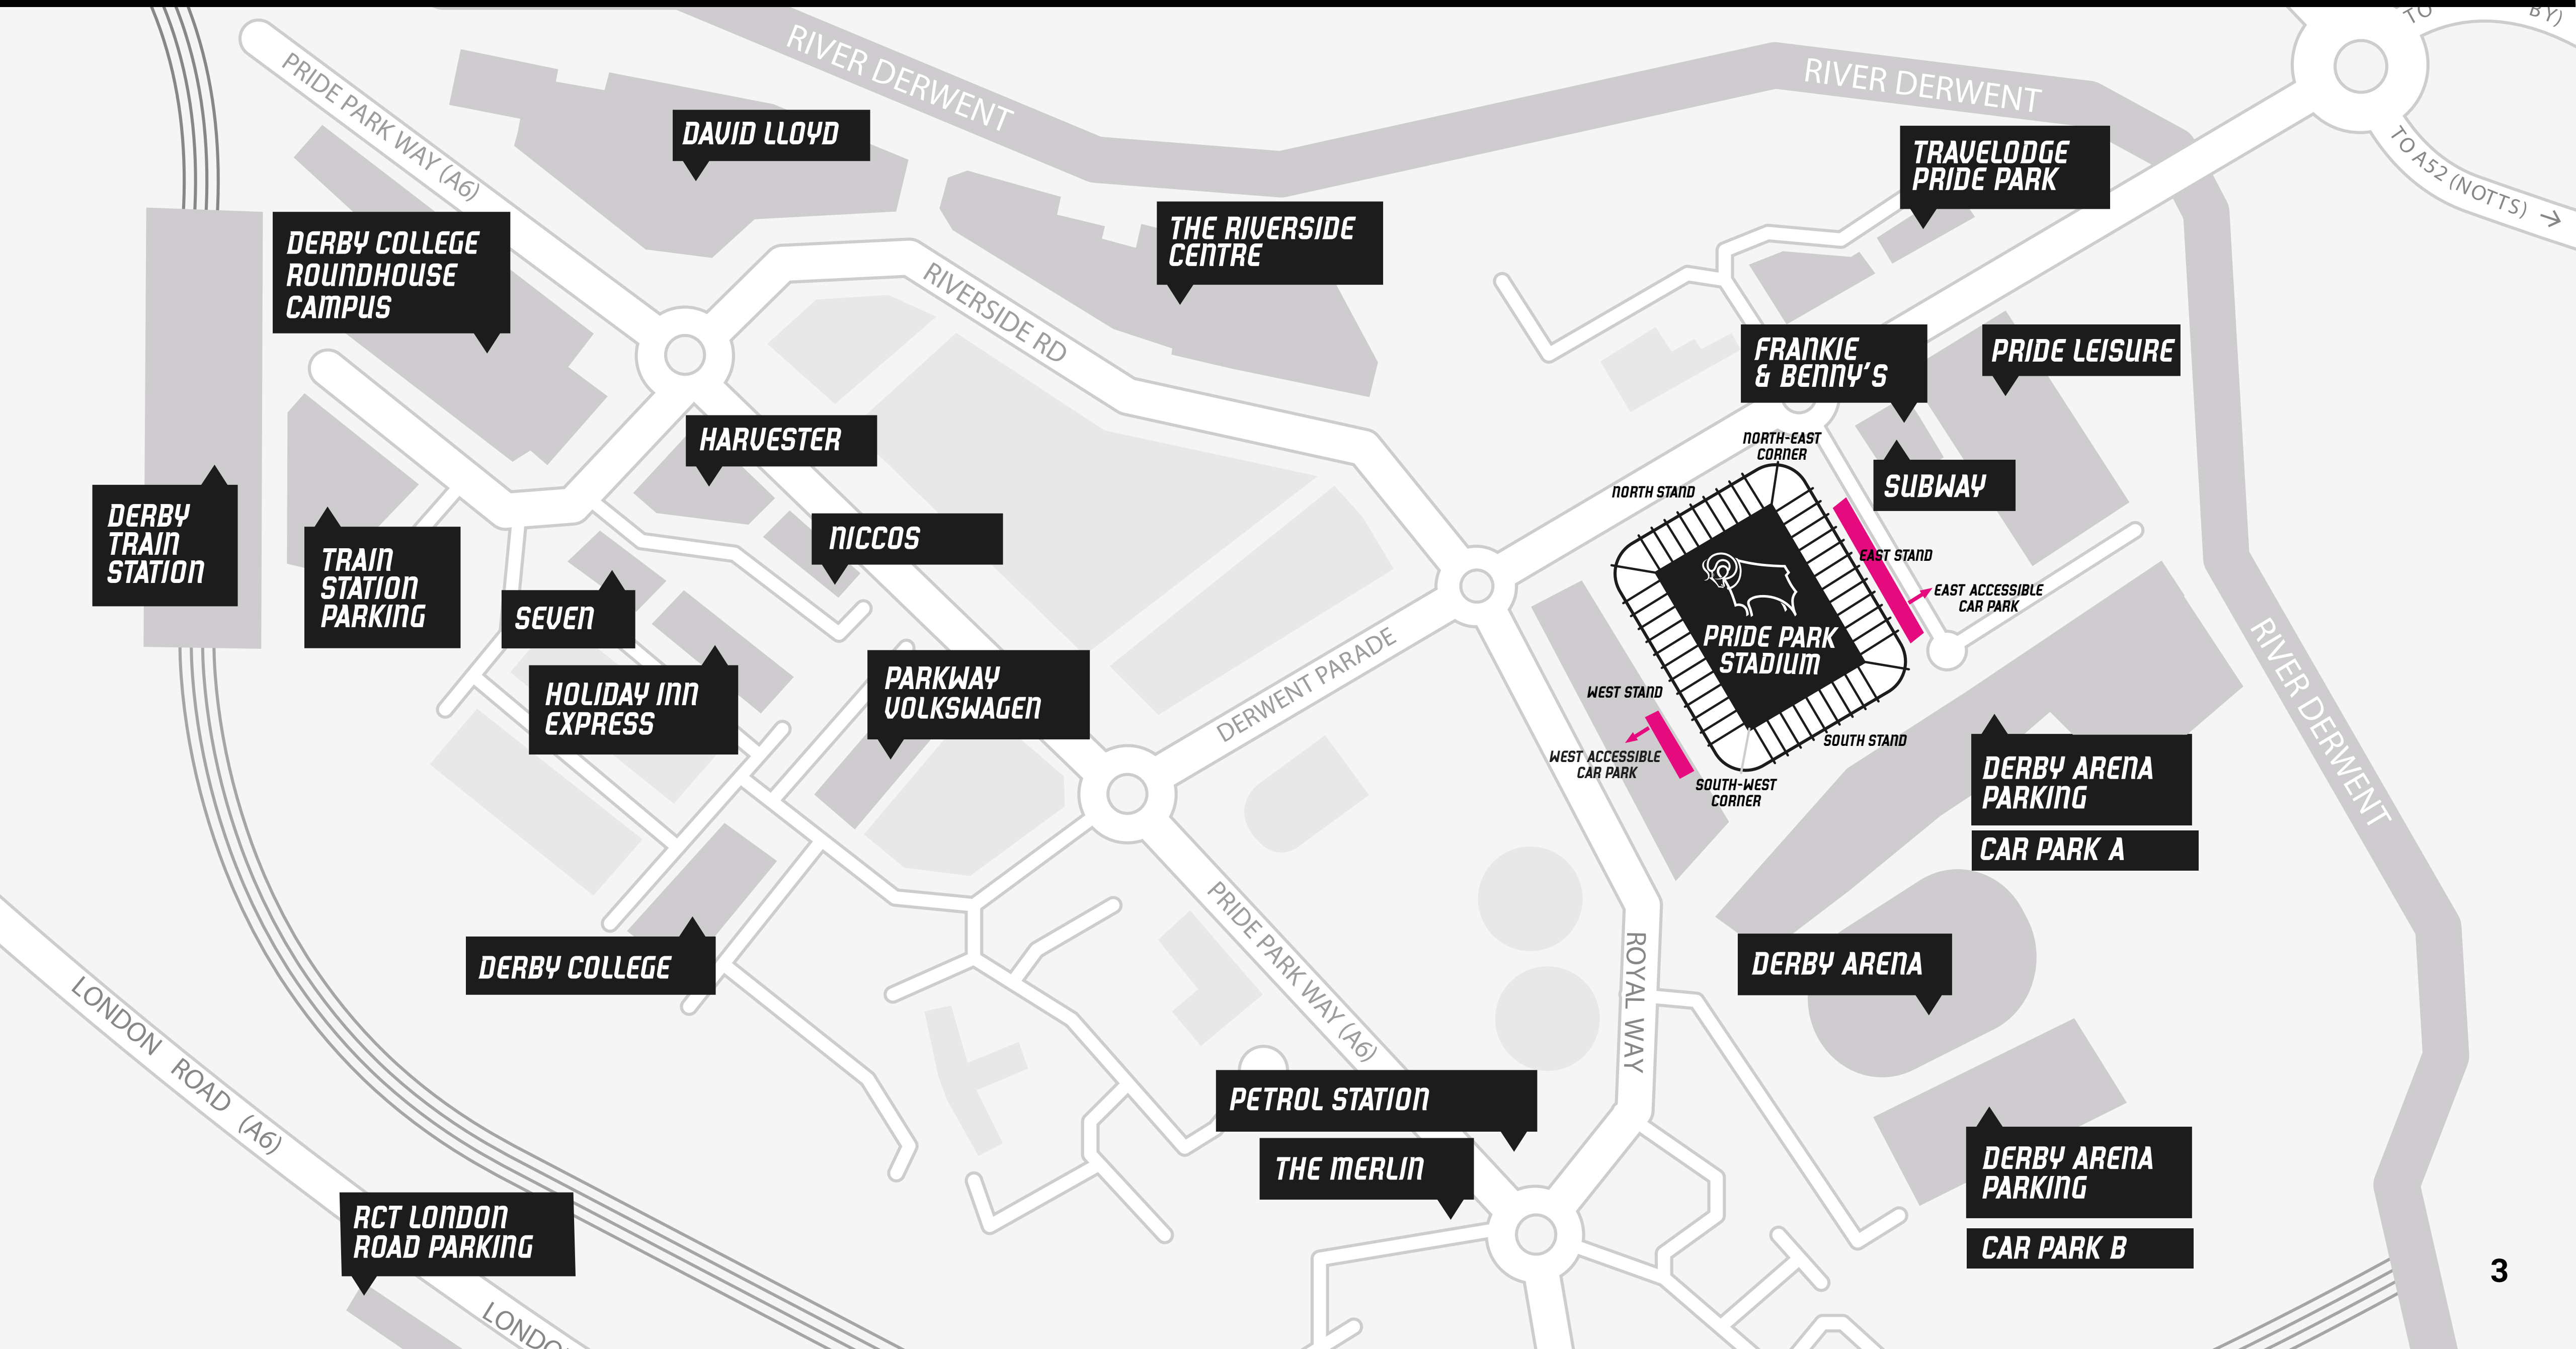 RIVER DERWENT
RIVER DERWENT
TO
BY)
PRIDE PARK WAY (A6)
DAVID LLOYD
TRAVELODGE
PRIDE PARK
TO A52 (NOTTS) →
DERBY COLLEGE
ROUNDHOUSE
CAMPUS
THE RIVERSIDE
CENTRE
RIVERSIDE RD
FRANKIE
& BENNY'S
PRIDE LEISURE
HARVESTER
NORTH-EAST
CORNER
NORTH STAND
SUBWAY
DERBY
TRAIN
STATION
TRAIN
STATION
PARKING
NICCOS
EAST STAND
EAST ACCESSIBLE
CAR PARK
SEVEN
PRIDE PARK
STADIUM
HOLIDAY INN
EXPRESS
PARKWAY
VOLKSWAGEN
DERWENT PARADE
WEST STAND
WEST ACCESSIBLE
CAR PARK
SOUTH STAND
SOUTH-WEST
CORNER
RIVER DERWENT
DERBY ARENA
PARKING
CAR PARK A
PRIDE PARK WAY (A6)
DERBY COLLEGE
ROYAL WAY
DERBY ARENA
LONDON ROAD (A6)
PETROL STATION
THE MERLIN
DERBY ARENA
PARKING
CAR PARK B
RCT LONDON
ROAD PARKING
LONDO
3